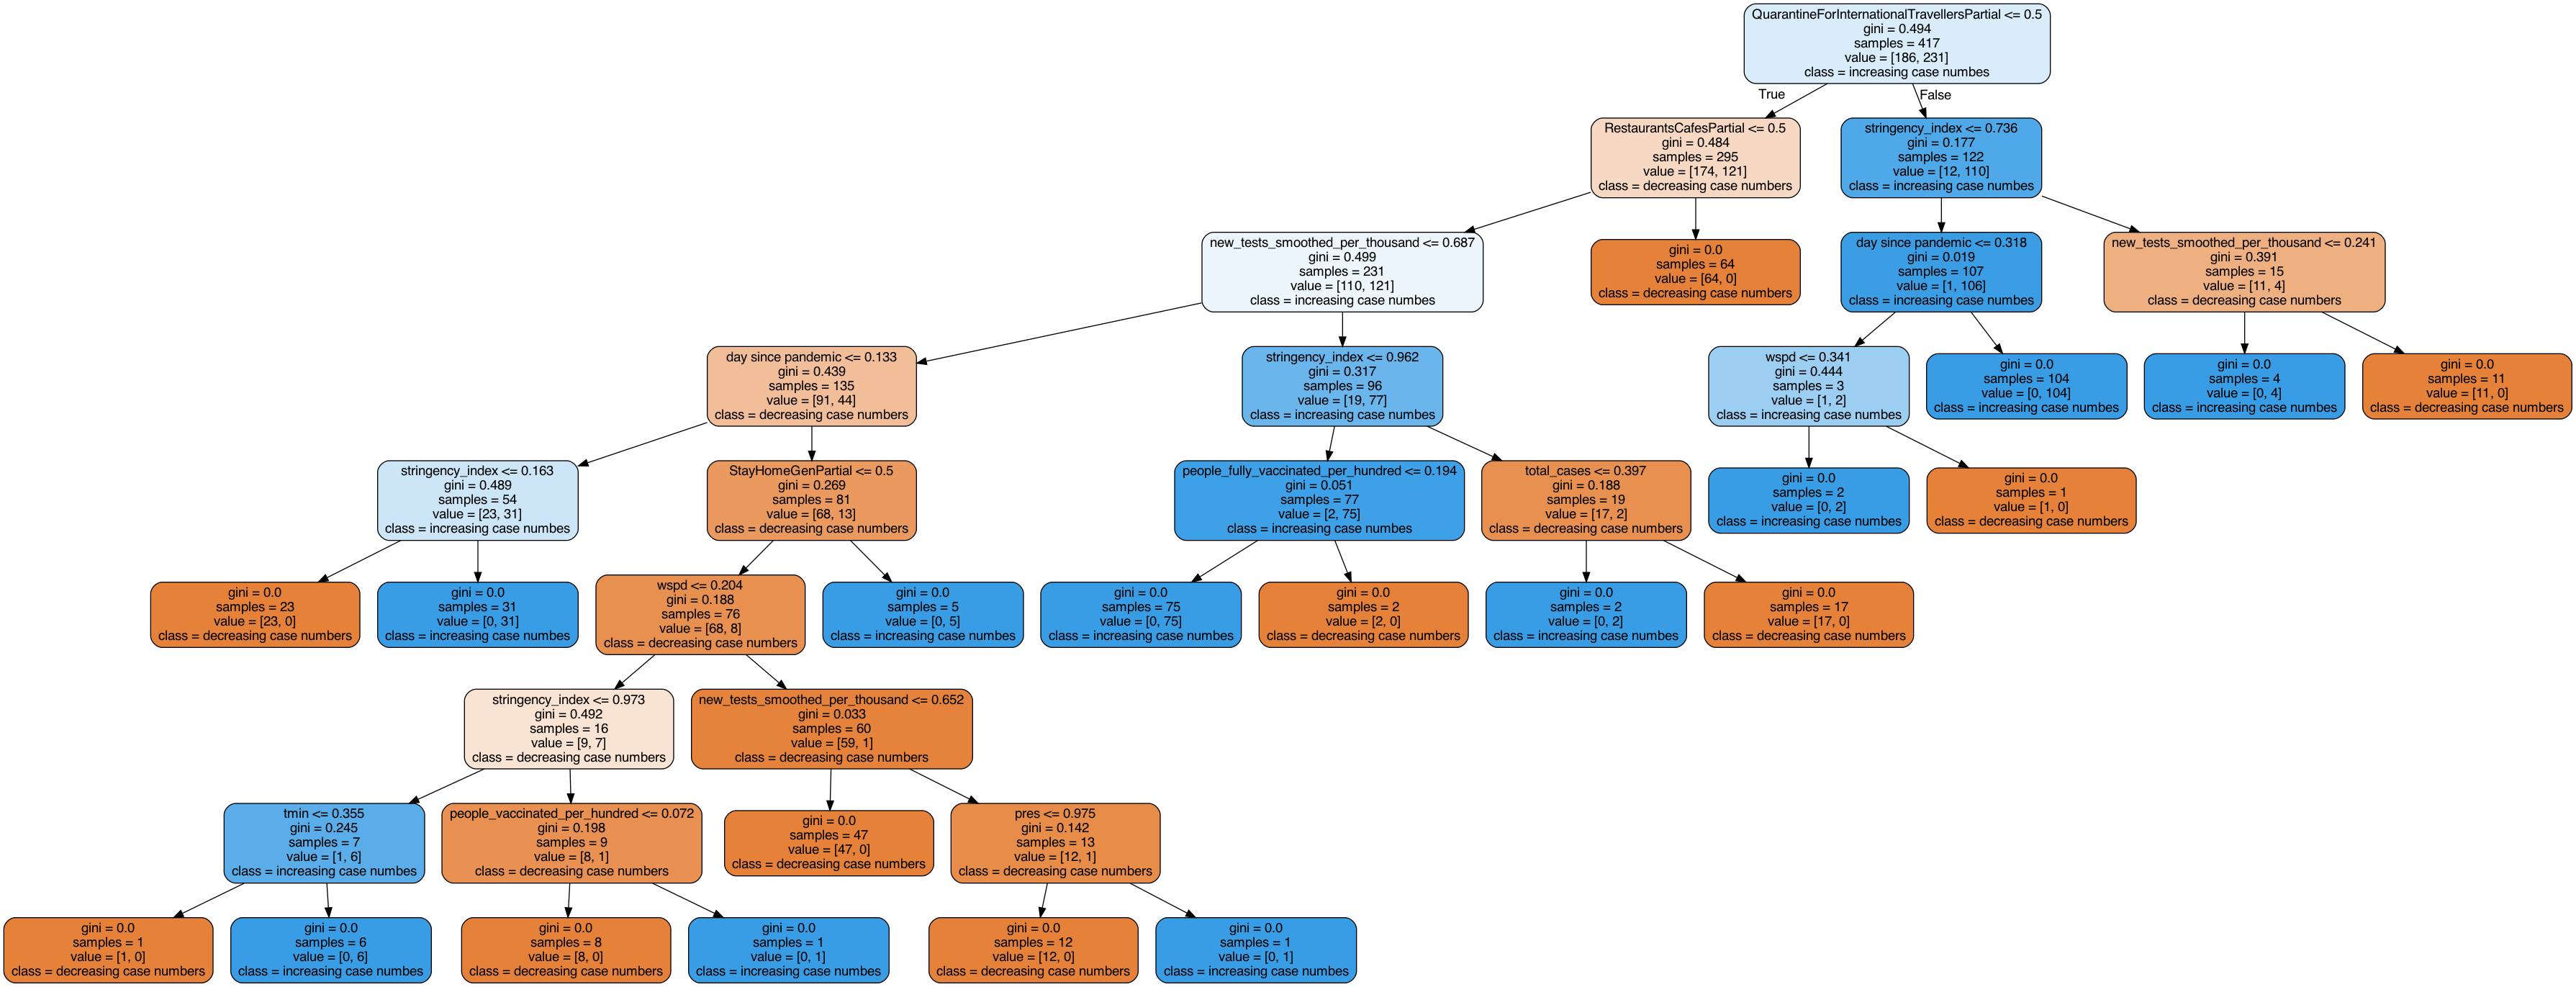 QuarantineForInternationalTravellersPartial <= 0.5
gini = 0.494
samples = 417
value = [186, 231]
class = increasing case numbes
True
False
RestaurantsCafesPartial <= 0.5
gini = 0.484
samples = 295
value = [174, 121]
class = decreasing case numbers
stringency_index <= 0.736
gini = 0.177
samples = 122
value = [12, 110]
class = increasing case numbes
new_tests_smoothed_per_thousand <= 0.687
gini = 0.499
samples = 231
value = [110, 121]
class = increasing case numbes
gini = 0.0
samples = 64
value = [64, 0]
class = decreasing case numbers
day since pandemic <= 0.318
gini = 0.019
samples = 107
value = [1, 106]
class = increasing case numbes
new_tests_smoothed_per_thousand <= 0.241
gini = 0.391
samples = 15
value = [11, 4]
class = decreasing case numbers
day since pandemic <= 0.133
gini = 0.439
samples = 135
value = [91, 44]
class = decreasing case numbers
stringency_index <= 0.962
gini = 0.317
samples = 96
value = [19, 77]
class = increasing case numbes
wspd <= 0.341
gini = 0.444
samples = 3
value = [1, 2]
class = increasing case numbes
gini = 0.0
samples = 104
value = [0, 104]
class = increasing case numbes
gini = 0.0
samples = 4
value = [0, 4]
class = increasing case numbes
gini = 0.0
samples = 11
value = [11, 0]
class = decreasing case numbers
stringency_index <= 0.163
gini = 0.489
samples = 54
value = [23, 31]
class = increasing case numbes
StayHomeGenPartial <= 0.5
gini = 0.269
samples = 81
value = [68, 13]
class = decreasing case numbers
people_fully_vaccinated_per_hundred <= 0.194
gini = 0.051
samples = 77
value = [2, 75]
class = increasing case numbes
total_cases <= 0.397
gini = 0.188
samples = 19
value = [17, 2]
class = decreasing case numbers
gini = 0.0
samples = 2
value = [0, 2]
class = increasing case numbes
gini = 0.0
samples = 1
value = [1, 0]
class = decreasing case numbers
gini = 0.0
samples = 23
value = [23, 0]
class = decreasing case numbers
gini = 0.0
samples = 31
value = [0, 31]
class = increasing case numbes
wspd <= 0.204
gini = 0.188
samples = 76
value = [68, 8]
class = decreasing case numbers
gini = 0.0
samples = 5
value = [0, 5]
class = increasing case numbes
gini = 0.0
samples = 75
value = [0, 75]
class = increasing case numbes
gini = 0.0
samples = 2
value = [2, 0]
class = decreasing case numbers
gini = 0.0
samples = 2
value = [0, 2]
class = increasing case numbes
gini = 0.0
samples = 17
value = [17, 0]
class = decreasing case numbers
stringency_index <= 0.973
gini = 0.492
samples = 16
value = [9, 7]
class = decreasing case numbers
new_tests_smoothed_per_thousand <= 0.652
gini = 0.033
samples = 60
value = [59, 1]
class = decreasing case numbers
tmin <= 0.355
gini = 0.245
samples = 7
value = [1, 6]
class = increasing case numbes
people_vaccinated_per_hundred <= 0.072
gini = 0.198
samples = 9
value = [8, 1]
class = decreasing case numbers
gini = 0.0
samples = 47
value = [47, 0]
class = decreasing case numbers
pres <= 0.975
gini = 0.142
samples = 13
value = [12, 1]
class = decreasing case numbers
gini = 0.0
samples = 1
value = [1, 0]
class = decreasing case numbers
gini = 0.0
samples = 6
value = [0, 6]
class = increasing case numbes
gini = 0.0
samples = 8
value = [8, 0]
class = decreasing case numbers
gini = 0.0
samples = 1
value = [0, 1]
class = increasing case numbes
gini = 0.0
samples = 12
value = [12, 0]
class = decreasing case numbers
gini = 0.0
samples = 1
value = [0, 1]
class = increasing case numbes